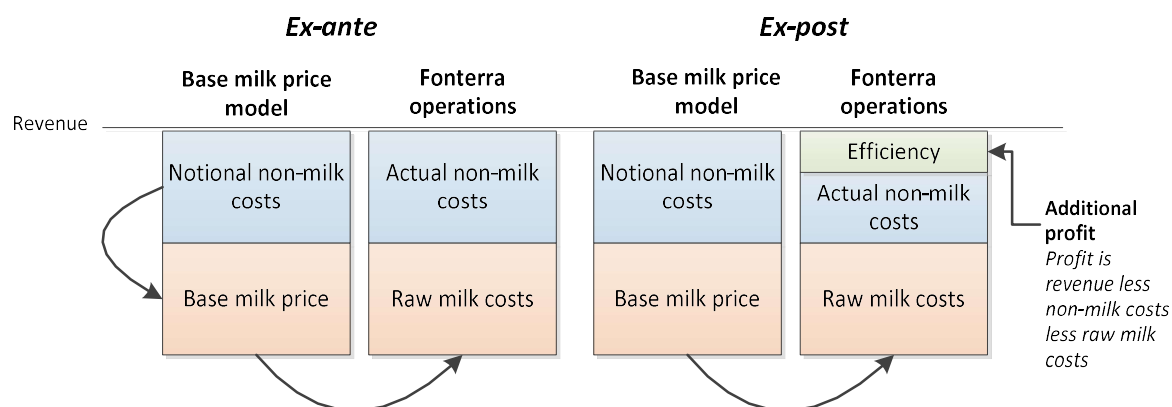 Ex-ante
Ex-post
Base milk price
model
Fonterra
operations
Base milk price
model
Fonterra
operations
Revenue
Notional non-milk
costs
Actual non-milk
costs
Notional non-milk
costs
Efficiency
Actual non-milk
costs
Base milk price
Raw milk costs
Base milk price
Raw milk costs
Additional
profit
Profit is
revenue less
non-milk costs
less raw milk
costs